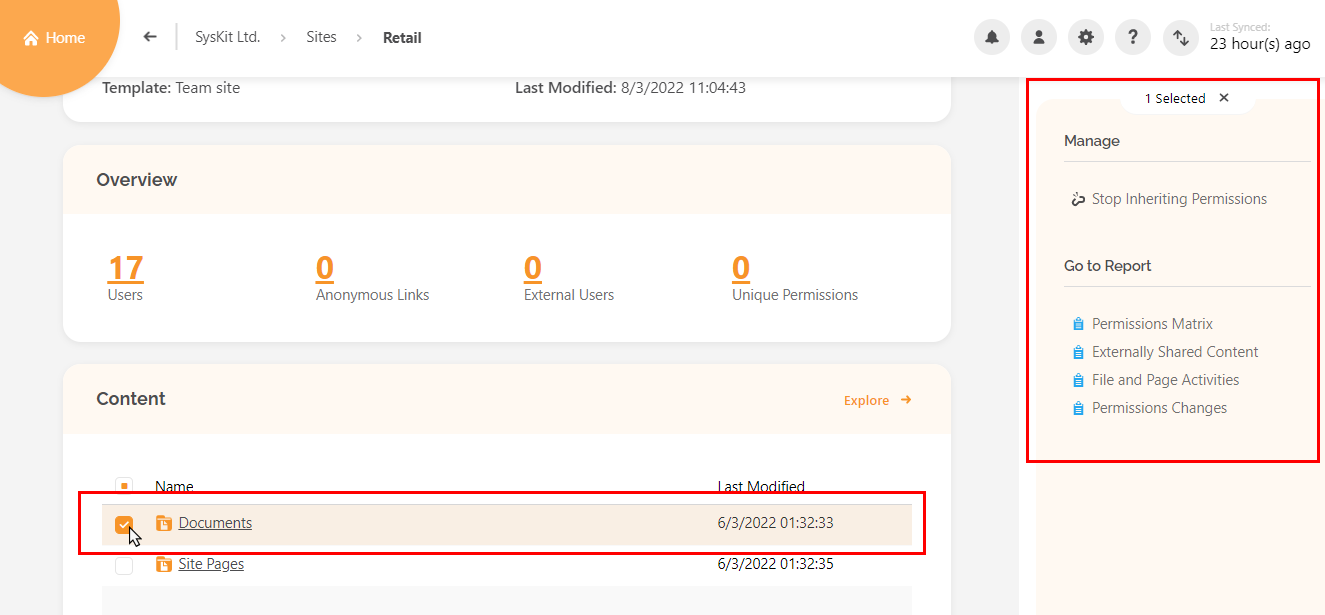 Home
SysKit Ltd. > Sites > Retail
?
Last Synced:
23 hour(s) ago
Template: Team site
Last Modified: 8/3/2022 11:04:43
Overview
17
Users
0
Anonymous Links
0
External Users
0
Unique Permissions
Content
Explore
Name
Last Modified
Documents
6/3/2022 01:32:33
Site Pages
6/3/2022 01:32:35
1 Selected
Manage
Stop Inheriting Permissions
Go to Report
Permissions Matrix
Externally Shared Content
File and Page Activities
Permissions Changes